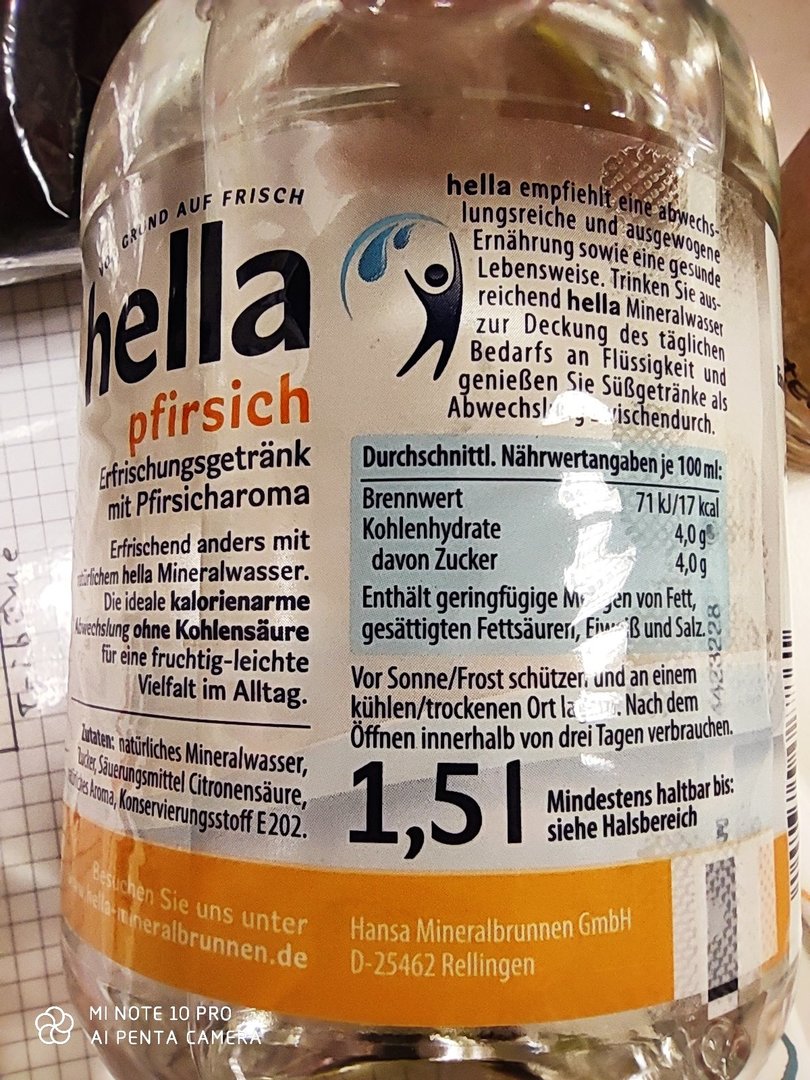 VON GRUND AUF FRISCH
hella
pfirsich
Erfrischungsgetränk
mit Pfirsicharoma
Erfrischend anders mit
natürlichem hella Mineralwasser.
Die ideale kalorienarme
Abwechslung ohne Kohlensäure
für eine fruchtig-leichte
Vielfalt im Alltag.
Zutaten: natürliches Mineralwasser,
Zucker, Säuerungsmittel Citronensäure,
natürliches Aroma, Konservierungsstoff E 202.
Besuchen Sie uns unter
www.hella-mineralbrunnen.de
hella empfiehlt eine abwechs-
lungsreiche und ausgewogene
Ernährung sowie eine gesunde
Lebensweise. Trinken Sie aus-
reichend hella Mineralwasser
zur Deckung des täglichen
Bedarfs an Flüssigkeit und
genießen Sie Süßgetränke als
Abwechslung zwischendurch.
Durchschnittl. Nährwertangaben je 100 ml:
Brennwert 71 kJ/17 kcal
Kohlenhydrate 4,0 g
davon Zucker 4,0 g
Enthält geringfügige Mengen von Fett,
gesättigten Fettsäuren, Eiweiß und Salz.
Vor Sonne/Frost schützen und an einem
kühlen/trockenen Ort lagern. Nach dem
Öffnen innerhalb von drei Tagen verbrauchen.
1,5 l
Mindestens haltbar bis:
siehe Halsbereich
Hansa Mineralbrunnen GmbH
D-25462 Rellingen
MI NOTE 10 PRO
AI PENTA CAMERA